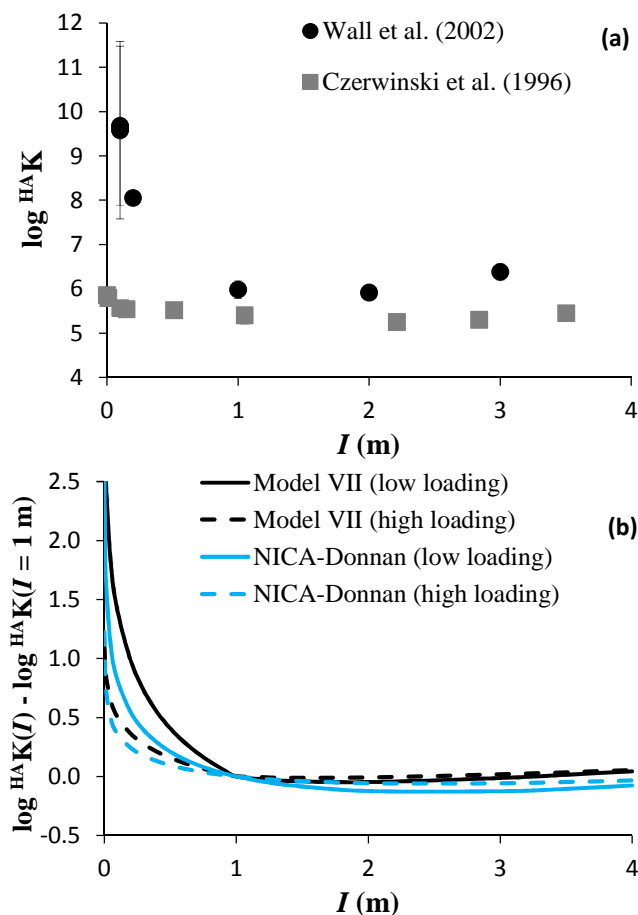 Wall et al. (2002)
Czerwinski et al. (1996)
(a)
log ᴴᴬK
12
11
10
9
8
7
6
5
4
0 1 2 3 4
I (m)
Model VII (low loading)
Model VII (high loading)
NICA-Donnan (low loading)
NICA-Donnan (high loading)
(b)
log ᴴᴬK(I) - log ᴴᴬK(I = 1 m)
2.5
2.0
1.5
1.0
0.5
0.0
-0.5
0 1 2 3 4
I (m)